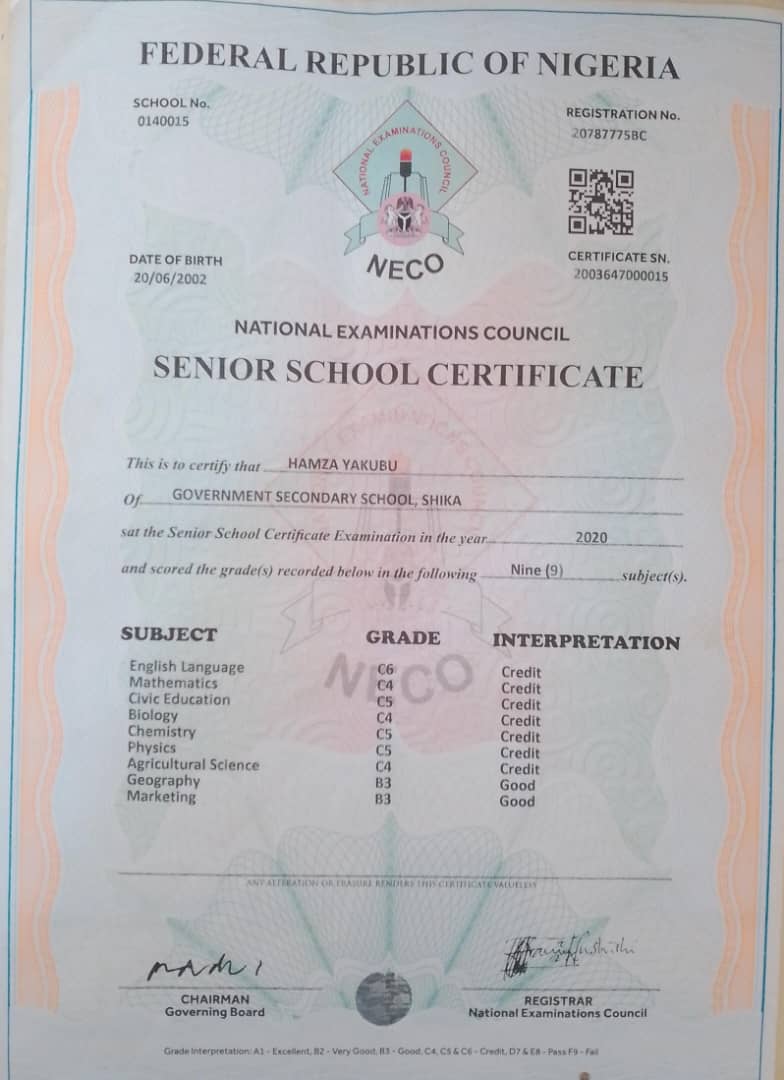 FEDERAL REPUBLIC OF NIGERIA
SCHOOL No.
0140015
REGISTRATION No.
20787775BC
NATIONAL EXAMINATIONS COUNCIL
NECO
DATE OF BIRTH
20/06/2002
CERTIFICATE SN.
2003647000015
NATIONAL EXAMINATIONS COUNCIL
SENIOR SCHOOL CERTIFICATE
This is to certify that HAMZA YAKUBU
Of GOVERNMENT SECONDARY SCHOOL, SHIKA
sat the Senior School Certificate Examination in the year 2020
and scored the grade(s) recorded below in the following Nine (9) subject(s).
SUBJECT GRADE INTERPRETATION
English Language C6 Credit
Mathematics C4 Credit
Civic Education C5 Credit
Biology C4 Credit
Chemistry C5 Credit
Physics C5 Credit
Agricultural Science C4 Credit
Geography B3 Good
Marketing B3 Good
NECO
ANY ALTERATION OR ERASURE RENDERS THIS CERTIFICATE VALUELESS
CHAIRMAN
Governing Board
REGISTRAR
National Examinations Council
Grade Interpretation: A1 - Excellent, B2 - Very Good, B3 - Good, C4, C5 & C6 - Credit, D7 & E8 - Pass F9 - Fail